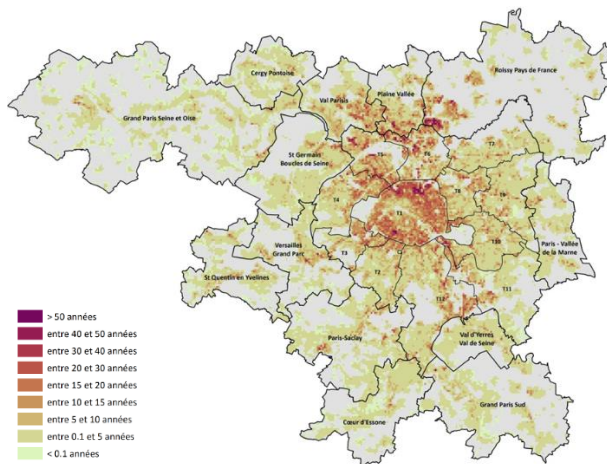 Cergy Pontoise
Roissy Pays de France
Plaine Vallée
Val Parisis
Grand Paris Seine et Oise
St Germain
Boucles de Seine
T5
T6
T7
T8
T9
T4
T1
T10
Paris - Vallée
de la Marne
Versailles
Grand Parc
T3
T2
St Quentin en Yvelines
T11
T12
Paris-Saclay
Val d'Yerres
Val de Seine
Grand Paris Sud
Cœur d'Essone
> 50 années
entre 40 et 50 années
entre 30 et 40 années
entre 20 et 30 années
entre 15 et 20 années
entre 10 et 15 années
entre 5 et 10 années
entre 0.1 et 5 années
< 0.1 années